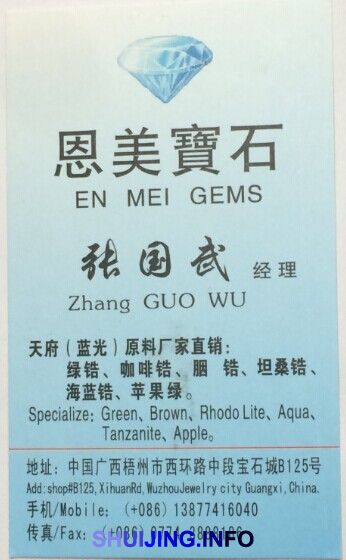 恩美寶石
EN MEI GEMS
张国武 经理
Zhang GUO WU
天府（蓝光）原料厂家直销：
绿锆、咖啡锆、胭 锆、坦桑锆、
海蓝锆、苹果绿。
Specialize: Green, Brown, Rhodo Lite, Aqua,
Tanzanite, Apple。
地址: 中国广西梧州市西环路中段宝石城B125号
Add:shop#B125, XihuanRd, WuzhouJewelry city Guangxi, China.
手机/Mobile: (+086) 13877416040
传真/Fax: (+086) 0774
SHUIJING.INFO